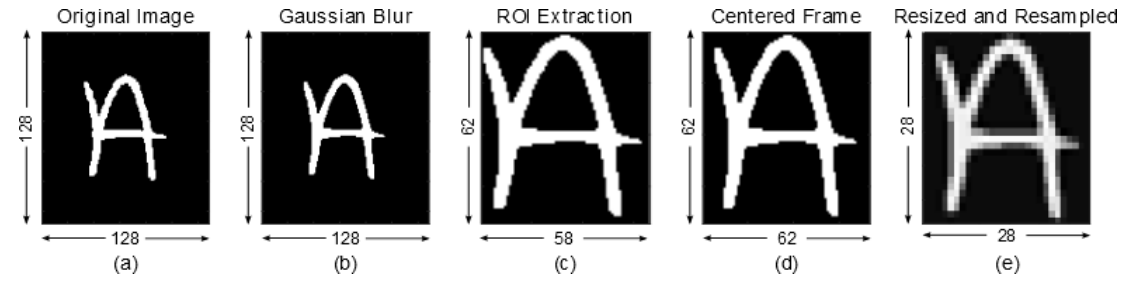 Original Image
Gaussian Blur
ROI Extraction
Centered Frame
Resized and Resampled
128
128
62
62
28
A
A
A
A
A
128
128
58
62
28
(a)
(b)
(c)
(d)
(e)